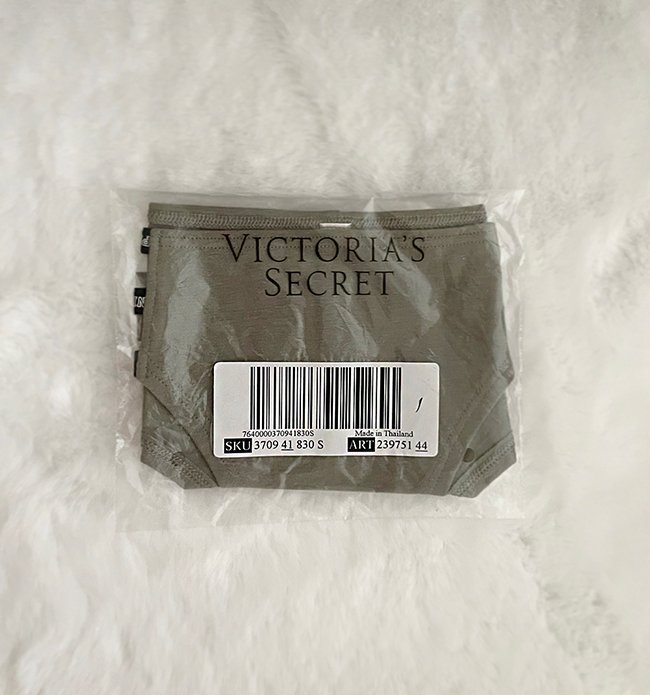 VICTORIA'S
SECRET
7640000370941830S Made in Thailand
SKU 3709 41 830 S ART 239751 44